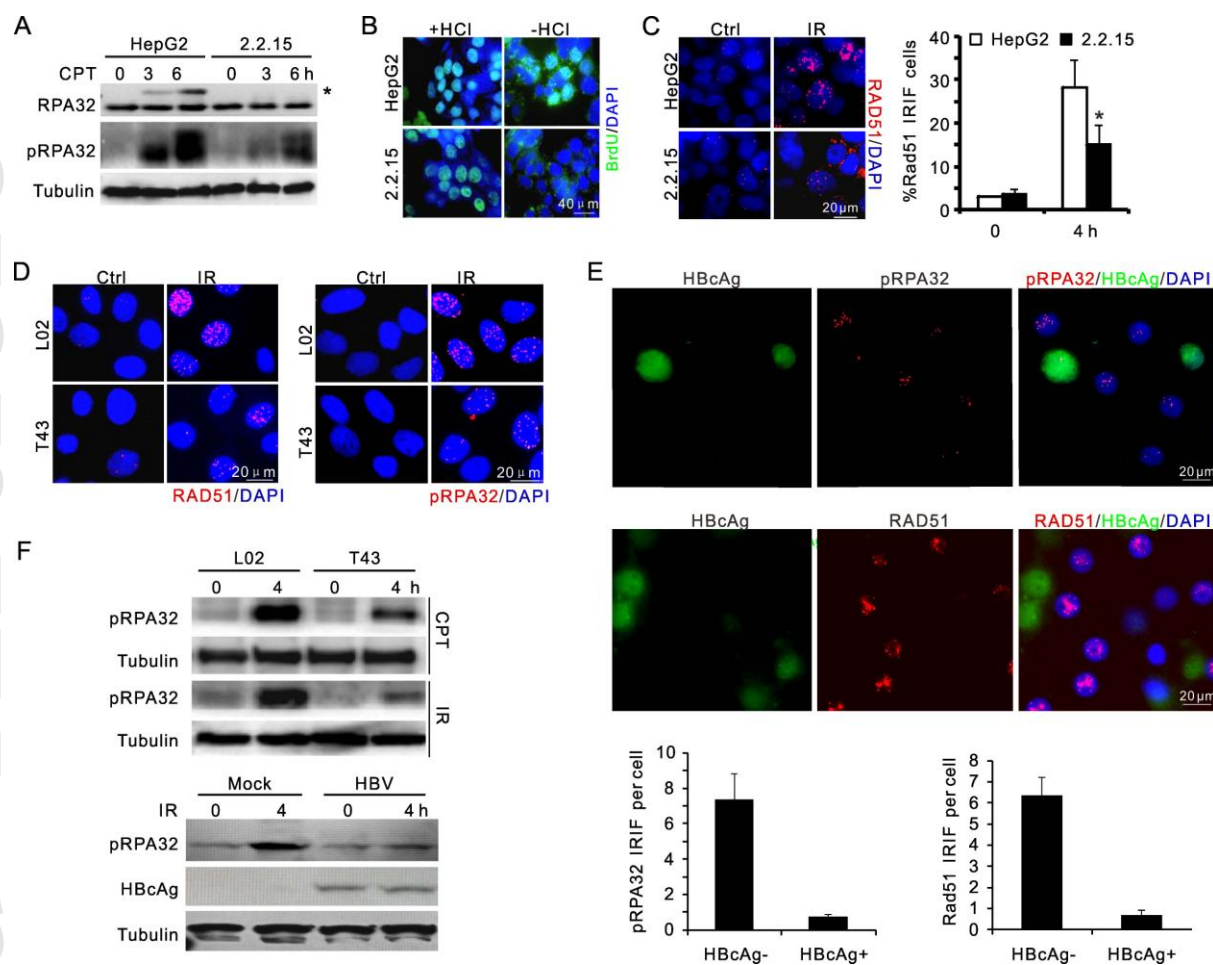 A
HepG2 2.2.15
CPT 0 3 6 0 3 6 h
RPA32 *
pRPA32
Tubulin
B
+HCl -HCl
HepG2
2.2.15
BrdU/DAPI
40 μm
C
Ctrl IR
HepG2
2.2.15
RAD51/DAPI
20μm
%Rad51 IRIF cells
40
35
30
25
20
15
10
5
0
HepG2 2.2.15
*
0 4 h
D
Ctrl IR
L02
T43
20 μm
RAD51/DAPI
Ctrl IR
L02
T43
20 μm
pRPA32/DAPI
E
HBcAg pRPA32 pRPA32/HBcAg/DAPI
20μm
HBcAg RAD51 RAD51/HBcAg/DAPI
20μm
pRPA32 IRIF per cell
10
8
6
4
2
0
HBcAg- HBcAg+
Rad51 IRIF per cell
8
7
6
5
4
3
2
1
0
HBcAg- HBcAg+
F
L02 T43
0 4 0 4 h
pRPA32
Tubulin
CPT
pRPA32
Tubulin
IR
Mock HBV
IR 0 4 0 4 h
pRPA32
HBcAg
Tubulin